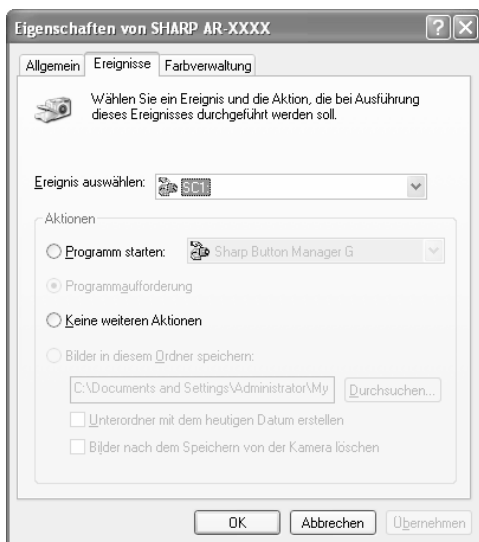 Eigenschaften von SHARP AR-XXXX
Allgemein Ereignisse Farbverwaltung
Wählen Sie ein Ereignis und die Aktion, die bei Ausführung
dieses Ereignisses durchgeführt werden soll.
Ereignis auswählen: SC1:
Aktionen
Programm starten: Sharp Button Manager G
Programmaufforderung
Keine weiteren Aktionen
Bilder in diesem Ordner speichern:
C:\Documents and Settings\Administrator\My Durchsuchen...
Unterordner mit dem heutigen Datum erstellen
Bilder nach dem Speichern von der Kamera löschen
OK Abbrechen Übernehmen